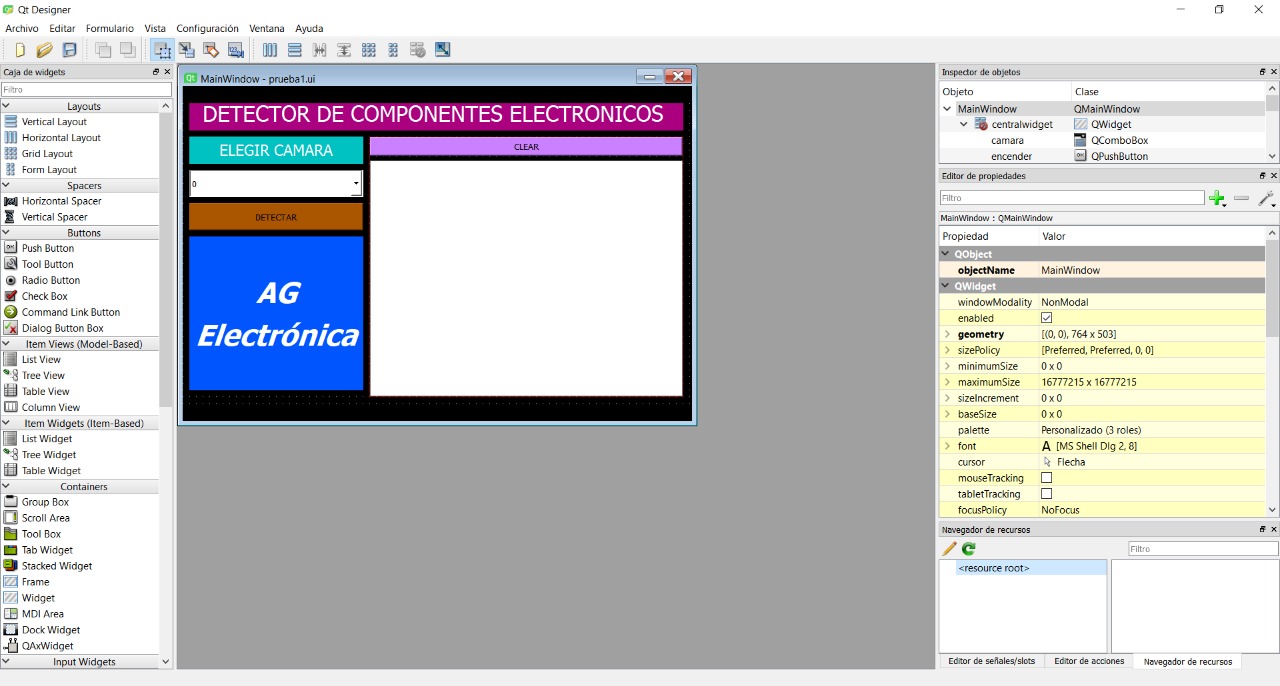 Qt Designer
Archivo Editar Formulario Vista Configuración Ventana Ayuda
Caja de widgets
Filtro
Layouts
Vertical Layout
Horizontal Layout
Grid Layout
Form Layout
Spacers
Horizontal Spacer
Vertical Spacer
Buttons
Push Button
Tool Button
Radio Button
Check Box
Command Link Button
Dialog Button Box
Item Views (Model-Based)
List View
Tree View
Table View
Column View
Item Widgets (Item-Based)
List Widget
Tree Widget
Table Widget
Containers
Group Box
Scroll Area
Tool Box
Tab Widget
Stacked Widget
Frame
Widget
MDI Area
Dock Widget
QAxWidget
Input Widgets
MainWindow - prueba1.ui
DETECTOR DE COMPONENTES ELECTRONICOS
ELEGIR CAMARA
CLEAR
0
DETECTAR
AG
Electrónica
Inspector de objetos
Objeto Clase
MainWindow QMainWindow
centralwidget QWidget
camara QComboBox
encender QPushButton
Editor de propiedades
Filtro
MainWindow : QMainWindow
Propiedad Valor
QObject
objectName MainWindow
QWidget
windowModality NonModal
enabled
geometry [(0, 0), 764 x 503]
sizePolicy [Preferred, Preferred, 0, 0]
minimumSize 0 x 0
maximumSize 16777215 x 16777215
sizeIncrement 0 x 0
baseSize 0 x 0
palette Personalizado (3 roles)
font A [MS Shell Dlg 2, 8]
cursor Flecha
mouseTracking
tabletTracking
focusPolicy NoFocus
Navegador de recursos
Filtro
<resource root>
Editor de señales/slots Editor de acciones Navegador de recursos